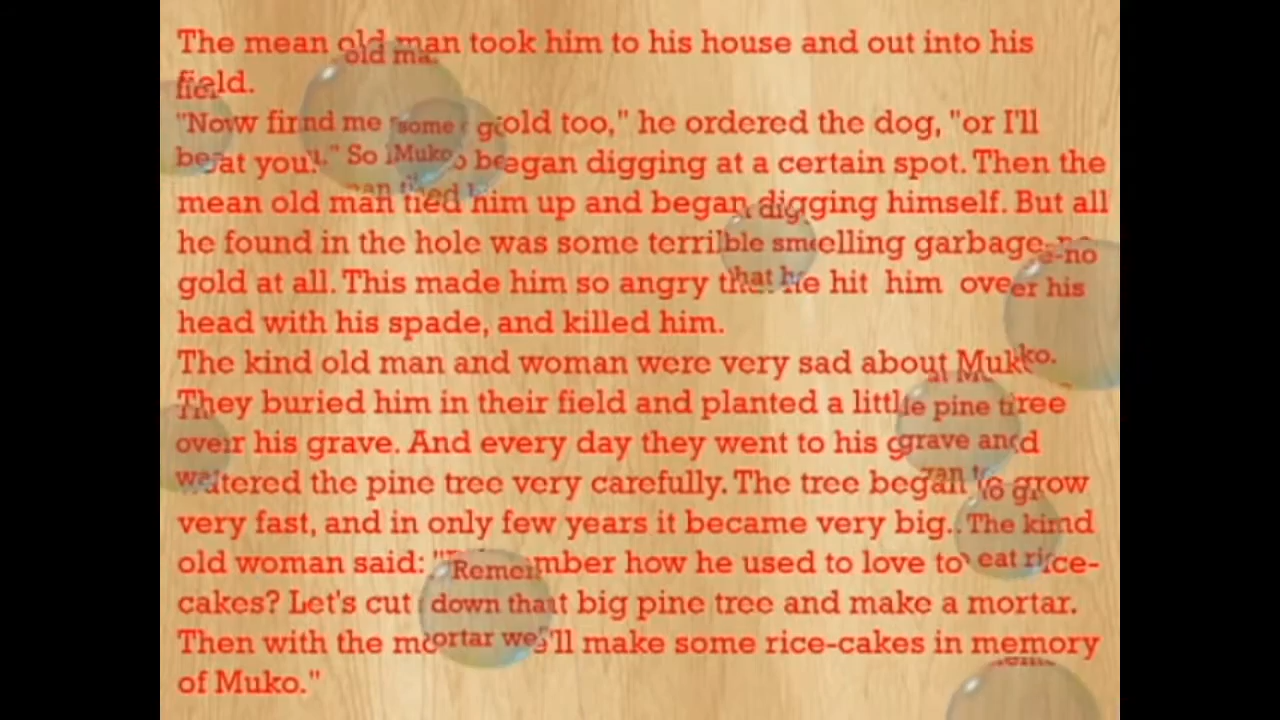 The mean old man took him to his house and out into his
field.
"Now find me some gold too," he ordered the dog, "or I'll
beat you." So Muko began digging at a certain spot. Then the
mean old man tied him up and began digging himself. But all
he found in the hole was some terrible smelling garbage-no
gold at all. This made him so angry that he hit him over his
head with his spade, and killed him.
The kind old man and woman were very sad about Muko.
They buried him in their field and planted a little pine tree
over his grave. And every day they went to his grave and
watered the pine tree very carefully. The tree began to grow
very fast, and in only few years it became very big.. The kind
old woman said: "Remember how he used to love to eat rice-
cakes? Let's cut down that big pine tree and make a mortar.
Then with the mortar we'll make some rice-cakes in memory
of Muko."